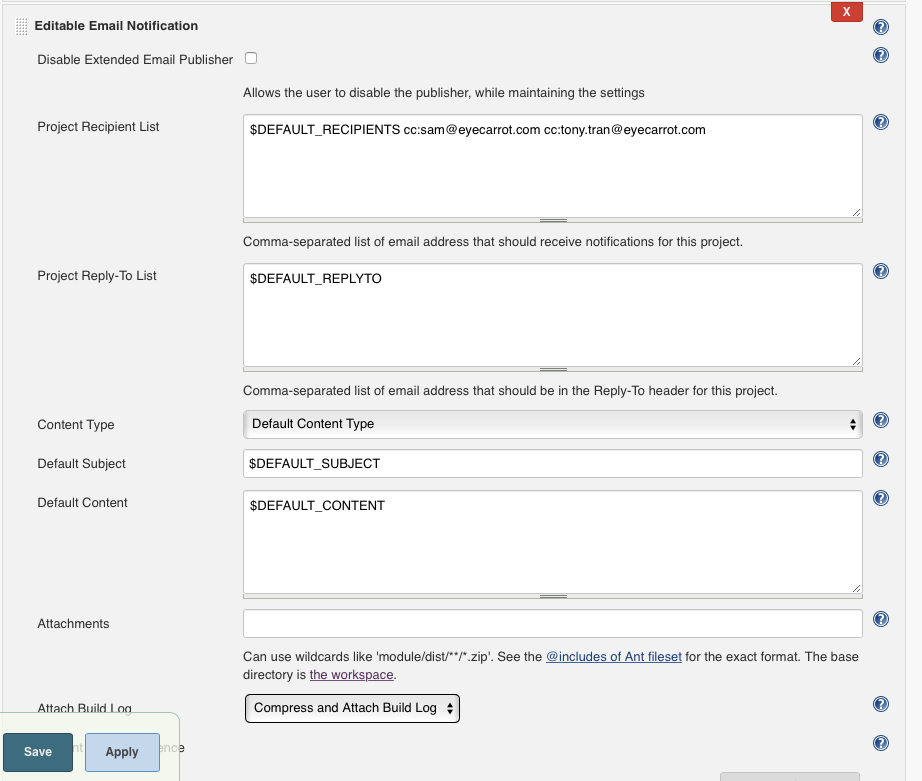 X
Editable Email Notification
Disable Extended Email Publisher
Allows the user to disable the publisher, while maintaining the settings
Project Recipient List
$DEFAULT_RECIPIENTS cc:sam@eyecarrot.com cc:tony.tran@eyecarrot.com
Comma-separated list of email address that should receive notifications for this project.
Project Reply-To List
$DEFAULT_REPLYTO
Comma-separated list of email address that should be in the Reply-To header for this project.
Content Type
Default Content Type
Default Subject
$DEFAULT_SUBJECT
Default Content
$DEFAULT_CONTENT
Attachments
Can use wildcards like 'module/dist/**/*.zip'. See the @includes of Ant fileset for the exact format. The base
directory is the workspace.
Attach Build Log
Compress and Attach Build Log
Save
Apply